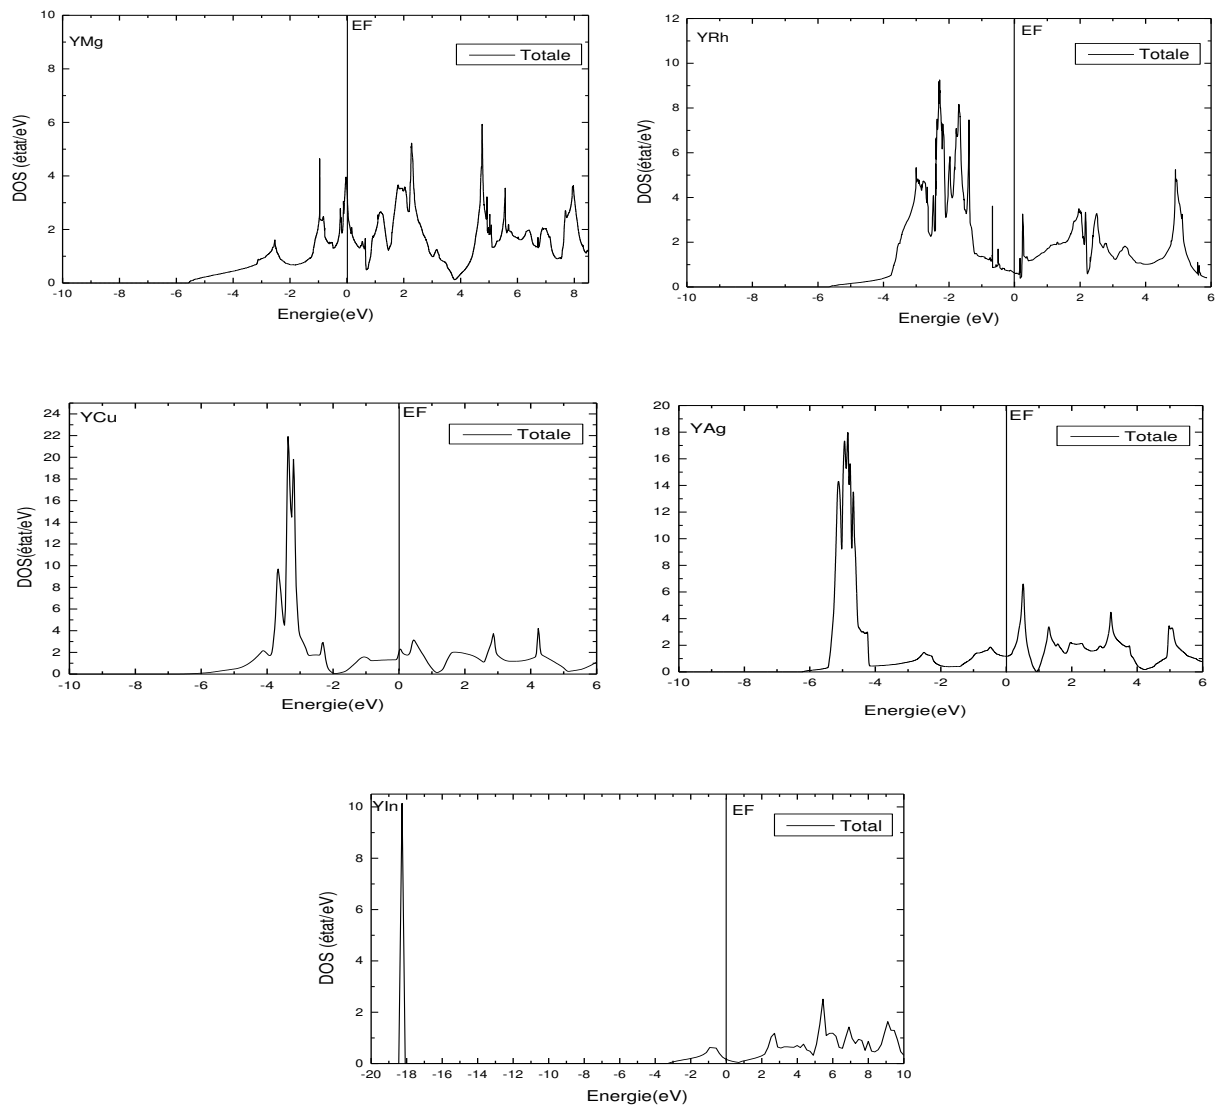 YMg
EF
Totale
DOS (état/eV)
10
8
6
4
2
0
-10 -8 -6 -4 -2 0 2 4 6 8
Energie(eV)
YRh
EF
Totale
DOS(état/eV)
12
10
8
6
4
2
0
-10 -8 -6 -4 -2 0 2 4 6
Energie (eV)
YCu
EF
Totale
DOS(état/eV)
24
22
20
18
16
14
12
10
8
6
4
2
0
-10 -8 -6 -4 -2 0 2 4 6
Energie(eV)
YAg
EF
Totale
DOS(état/eV)
20
18
16
14
12
10
8
6
4
2
0
-10 -8 -6 -4 -2 0 2 4 6
Energie(eV)
YIn
EF
Total
DOS (état/eV)
10
8
6
4
2
0
-20 -18 -16 -14 -12 -10 -8 -6 -4 -2 0 2 4 6 8 10
Energie(eV)